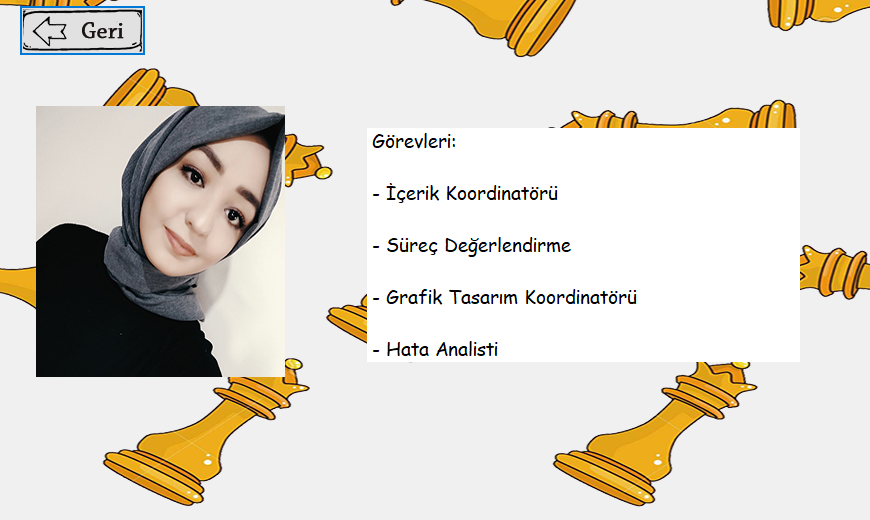 Geri
Görevleri:
- İçerik Koordinatörü
- Süreç Değerlendirme
- Grafik Tasarım Koordinatörü
- Hata Analisti